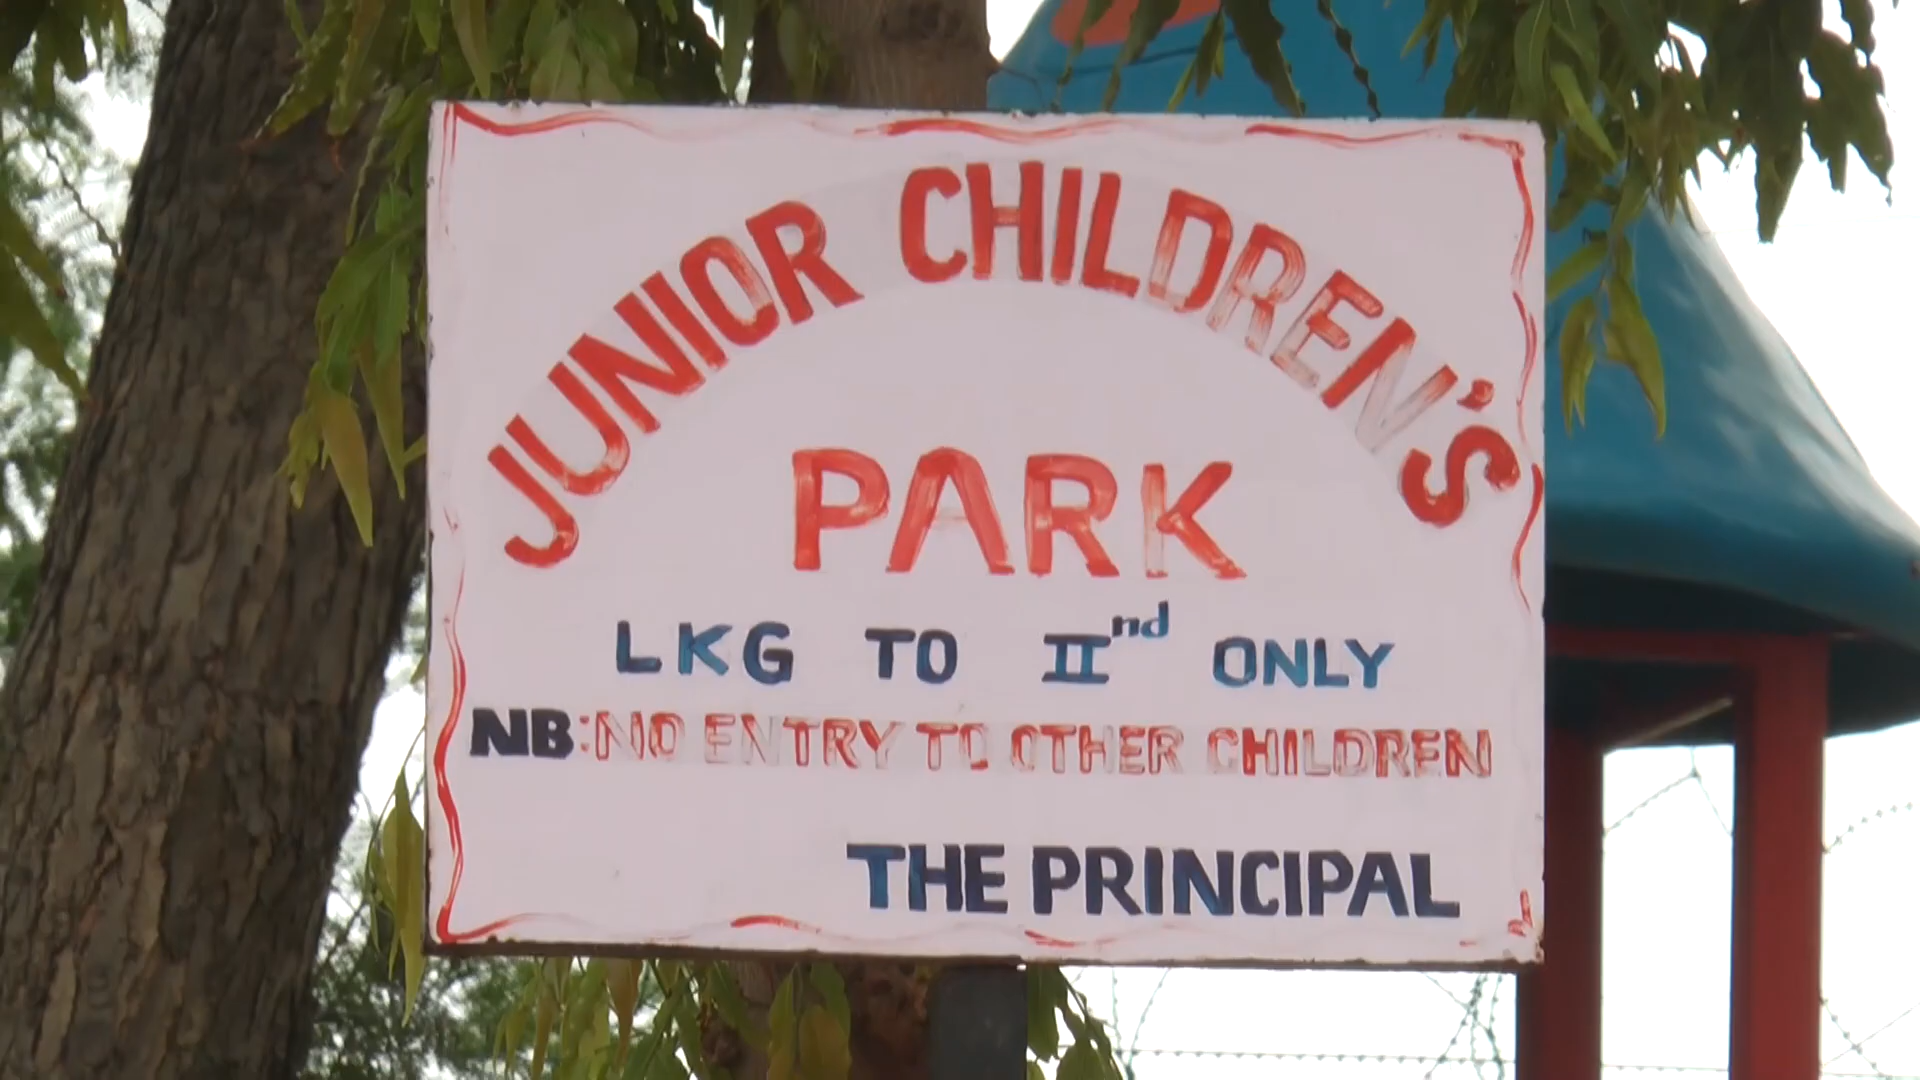 JUNIOR CHILDREN'S
PARK
LKG TO IInd ONLY
NB: NO ENTRY TO OTHER CHILDREN
THE PRINCIPAL